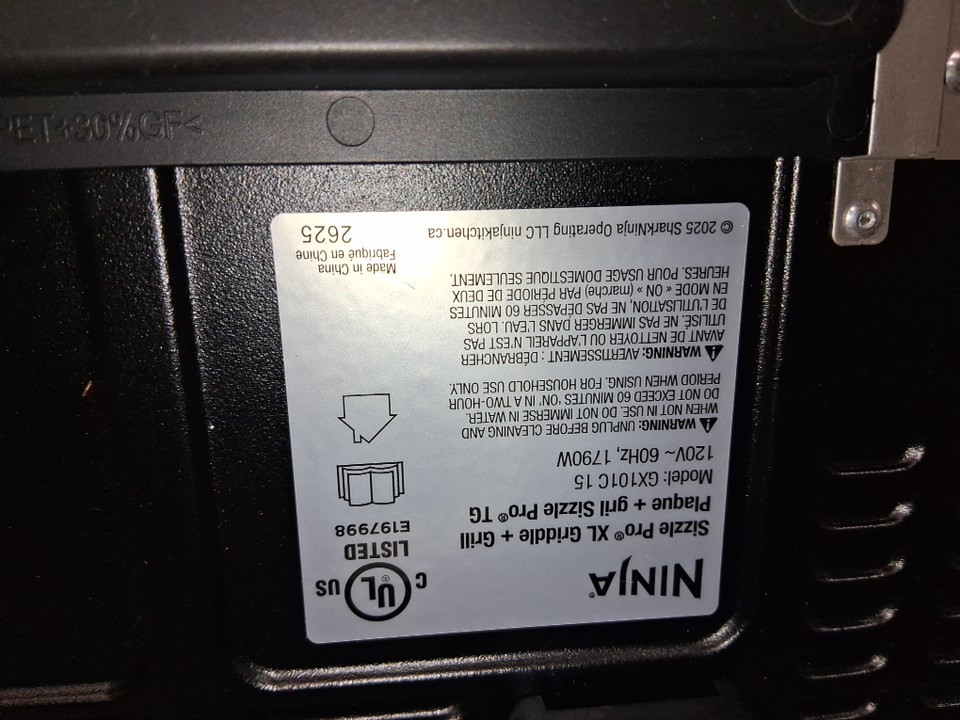 NINJA®
Sizzle Pro® XL Griddle + Grill
Plaque + gril Sizzle Pro® TG
Model: GX101C 15
120V~ 60Hz, 1790W
C UL® US
LISTED
E197998
WARNING: UNPLUG BEFORE CLEANING AND
WHEN NOT IN USE. DO NOT IMMERSE IN WATER.
DO NOT EXCEED 60 MINUTES 'ON' IN A TWO-HOUR
PERIOD WHEN USING. FOR HOUSEHOLD USE ONLY.
WARNING: AVERTISSEMENT : DÉBRANCHER
AVANT DE NETTOYER OU L'APPAREIL N'EST PAS
UTILISÉ. NE PAS IMMERGER DANS L'EAU. LORS
DE L'UTILISATION, NE PAS DÉPASSER 60 MINUTES
EN MODE « ON » (marche) PAR PÉRIODE DE DEUX
HEURES. POUR USAGE DOMESTIQUE SEULEMENT.
© 2025 SharkNinja Operating LLC ninjakitchen.ca
Made in China
Fabriqué en Chine
2625
PET+30%GF<